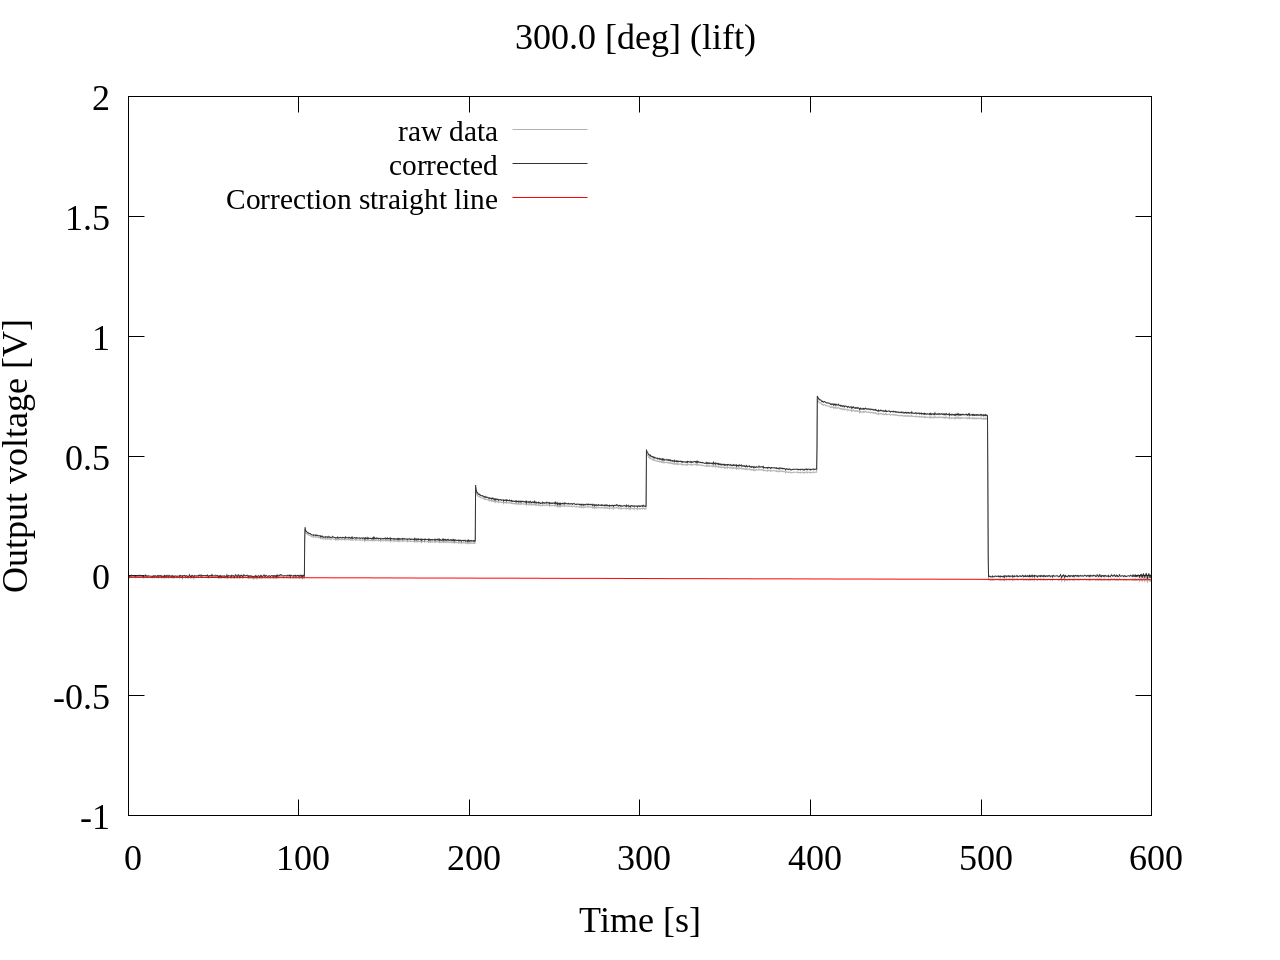 300.0 [deg] (lift)
2
1.5
1
0.5
0
-0.5
-1
raw data
corrected
Correction straight line
Output voltage [V]
0 100 200 300 400 500 600
Time [s]